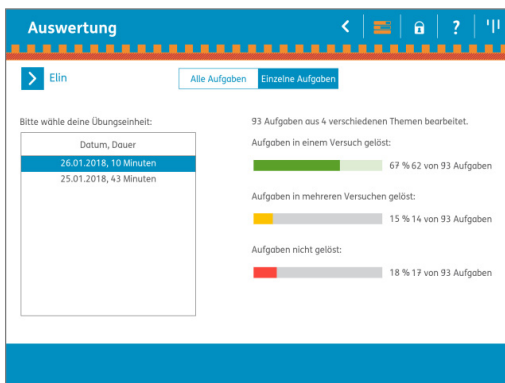 Auswertung
?
Elin
Alle Aufgaben
Einzelne Aufgaben
Bitte wähle deine Übungseinheit:
Datum, Dauer
26.01.2018, 10 Minuten
25.01.2018, 43 Minuten
93 Aufgaben aus 4 verschiedenen Themen bearbeitet.
Aufgaben in einem Versuch gelöst:
67 % 62 von 93 Aufgaben
Aufgaben in mehreren Versuchen gelöst:
15 % 14 von 93 Aufgaben
Aufgaben nicht gelöst:
18 % 17 von 93 Aufgaben